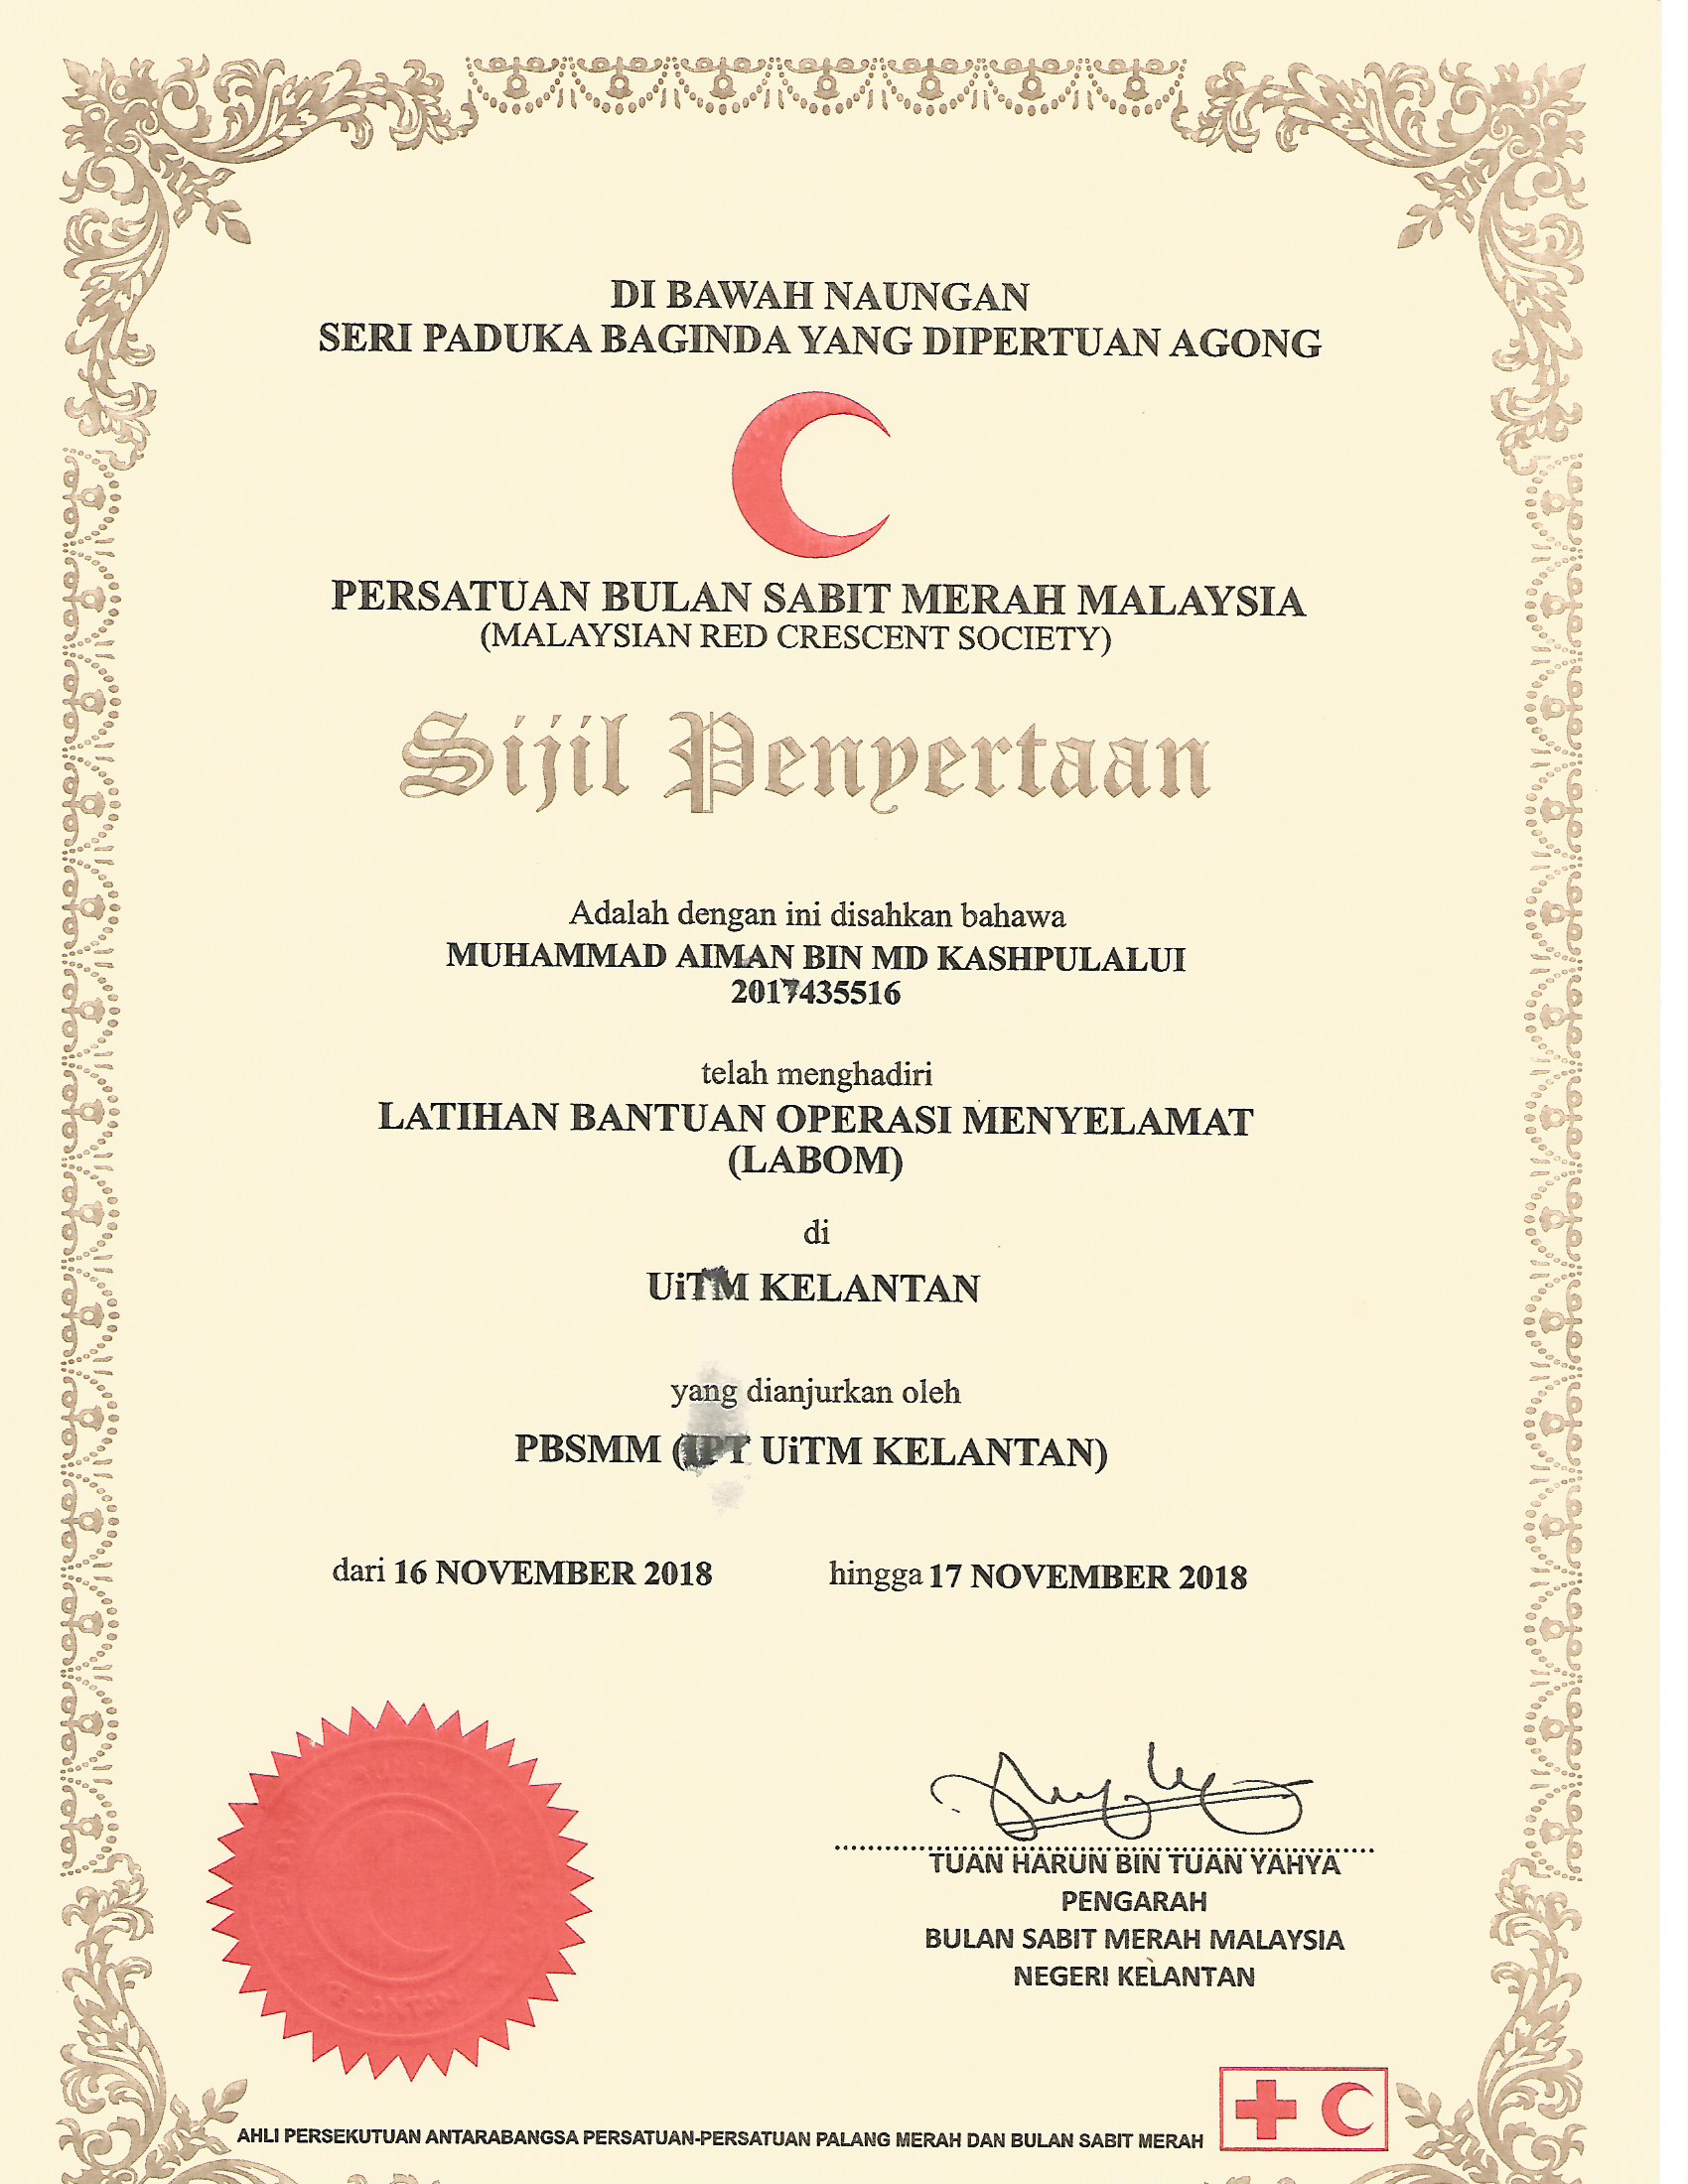 DI BAWAH NAUNGAN
SERI PADUKA BAGINDA YANG DIPERTUAN AGONG
PERSATUAN BULAN SABIT MERAH MALAYSIA
(MALAYSIAN RED CRESCENT SOCIETY)
Sijil Penyertaan
Adalah dengan ini disahkan bahawa
MUHAMMAD AIMAN BIN MD KASHPULALUI
2017435516
telah menghadiri
LATIHAN BANTUAN OPERASI MENYELAMAT
(LABOM)
di
UiTM KELANTAN
yang dianjurkan oleh
PBSMM (IPT UiTM KELANTAN)
dari 16 NOVEMBER 2018 hingga 17 NOVEMBER 2018
TUAN HARUN BIN TUAN YAHYA
PENGARAH
BULAN SABIT MERAH MALAYSIA
NEGERI KELANTAN
KELANTAN
AHLI PERSEKUTUAN ANTARABANGSA PERSATUAN-PERSATUAN PALANG MERAH DAN BULAN SABIT MERAH